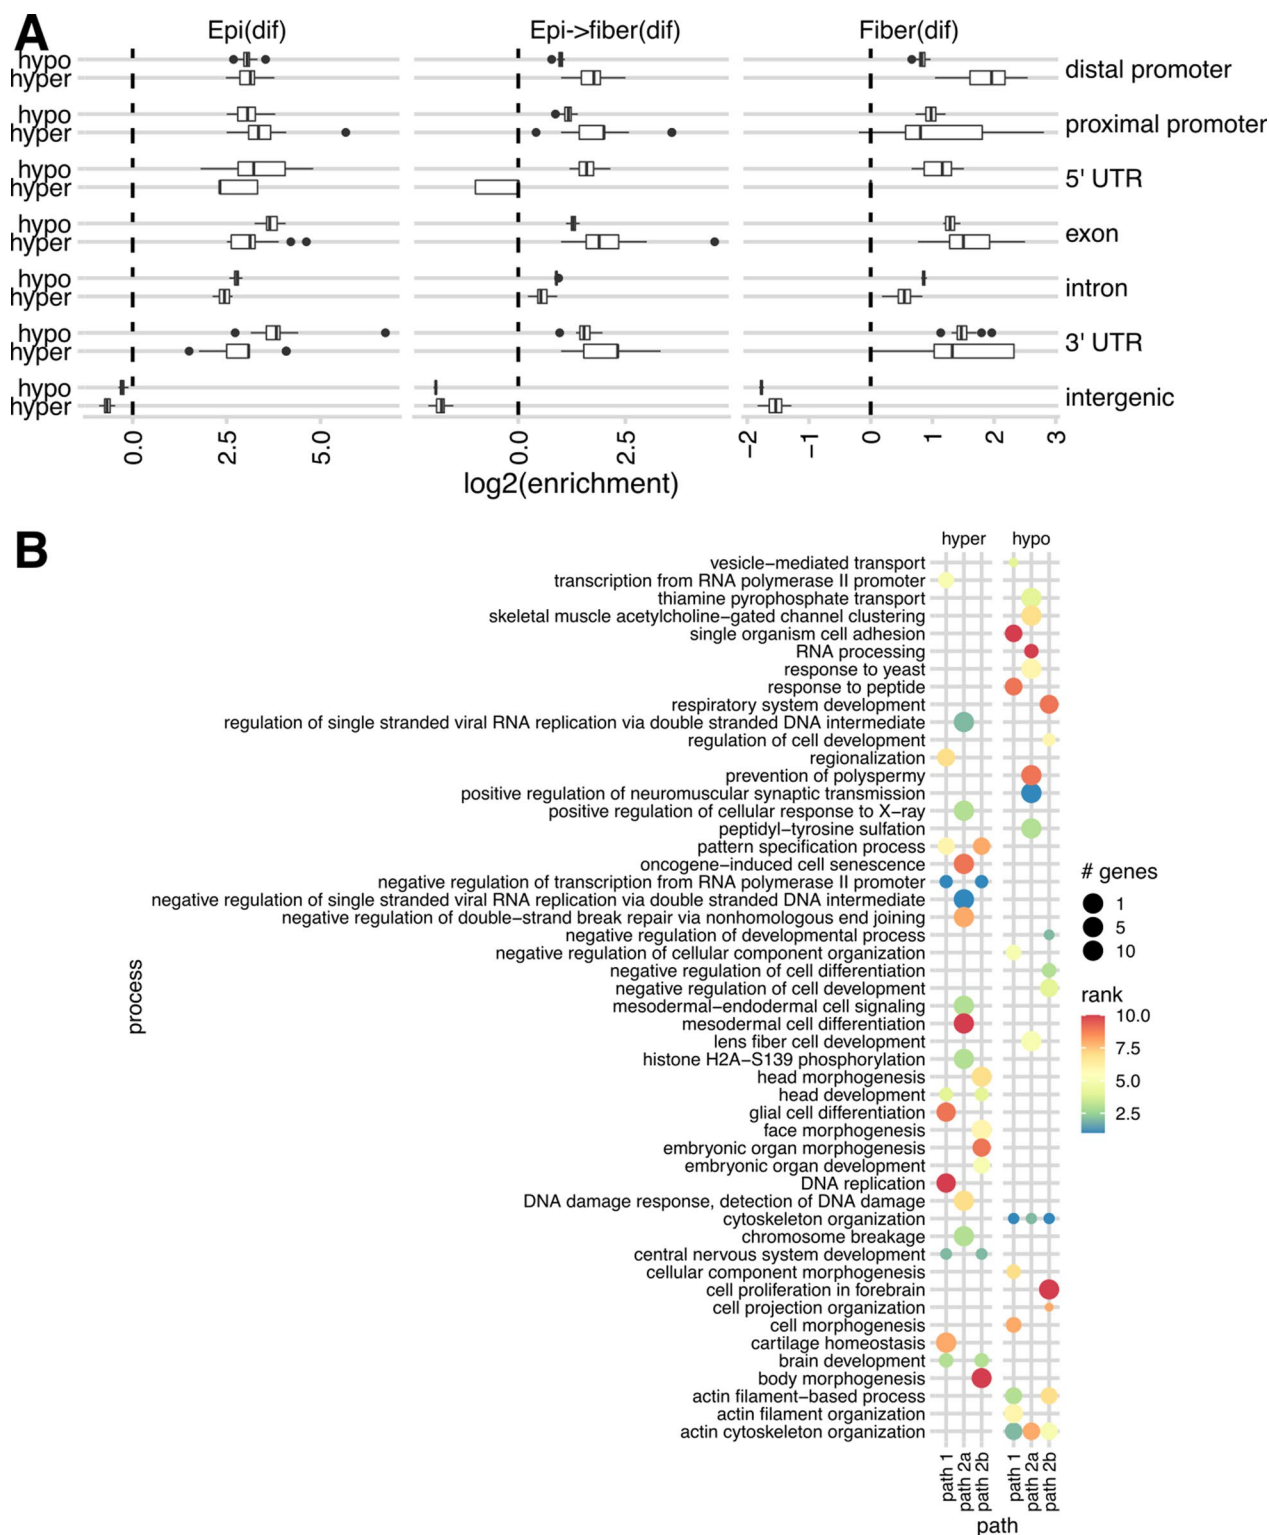 A
Epi(dif) Epi->fiber(dif) Fiber(dif)
hypo
hyper
distal promoter
hypo
hyper
proximal promoter
hypo
hyper
5' UTR
hypo
hyper
exon
hypo
hyper
intron
hypo
hyper
3' UTR
hypo
hyper
intergenic
0.0 2.5 5.0 0.0 2.5 −2 −1 0 1 2 3
log2(enrichment)
B
hyper hypo
vesicle−mediated transport
transcription from RNA polymerase II promoter
thiamine pyrophosphate transport
skeletal muscle acetylcholine−gated channel clustering
single organism cell adhesion
RNA processing
response to yeast
response to peptide
respiratory system development
regulation of single stranded viral RNA replication via double stranded DNA intermediate
regulation of cell development
regionalization
prevention of polyspermy
positive regulation of neuromuscular synaptic transmission
positive regulation of cellular response to X−ray
peptidyl−tyrosine sulfation
pattern specification process
oncogene−induced cell senescence
negative regulation of transcription from RNA polymerase II promoter
negative regulation of single stranded viral RNA replication via double stranded DNA intermediate
negative regulation of double−strand break repair via nonhomologous end joining
negative regulation of developmental process
negative regulation of cellular component organization
negative regulation of cell differentiation
negative regulation of cell development
mesodermal−endodermal cell signaling
mesodermal cell differentiation
lens fiber cell development
histone H2A−S139 phosphorylation
head morphogenesis
head development
glial cell differentiation
face morphogenesis
embryonic organ morphogenesis
embryonic organ development
DNA replication
DNA damage response, detection of DNA damage
cytoskeleton organization
chromosome breakage
central nervous system development
cellular component morphogenesis
cell proliferation in forebrain
cell projection organization
cell morphogenesis
cartilage homeostasis
brain development
body morphogenesis
actin filament−based process
actin filament organization
actin cytoskeleton organization
process
path 1 path 2a path 2b path 1 path 2a path 2b
path
# genes
1
5
10
rank
10.0
7.5
5.0
2.5